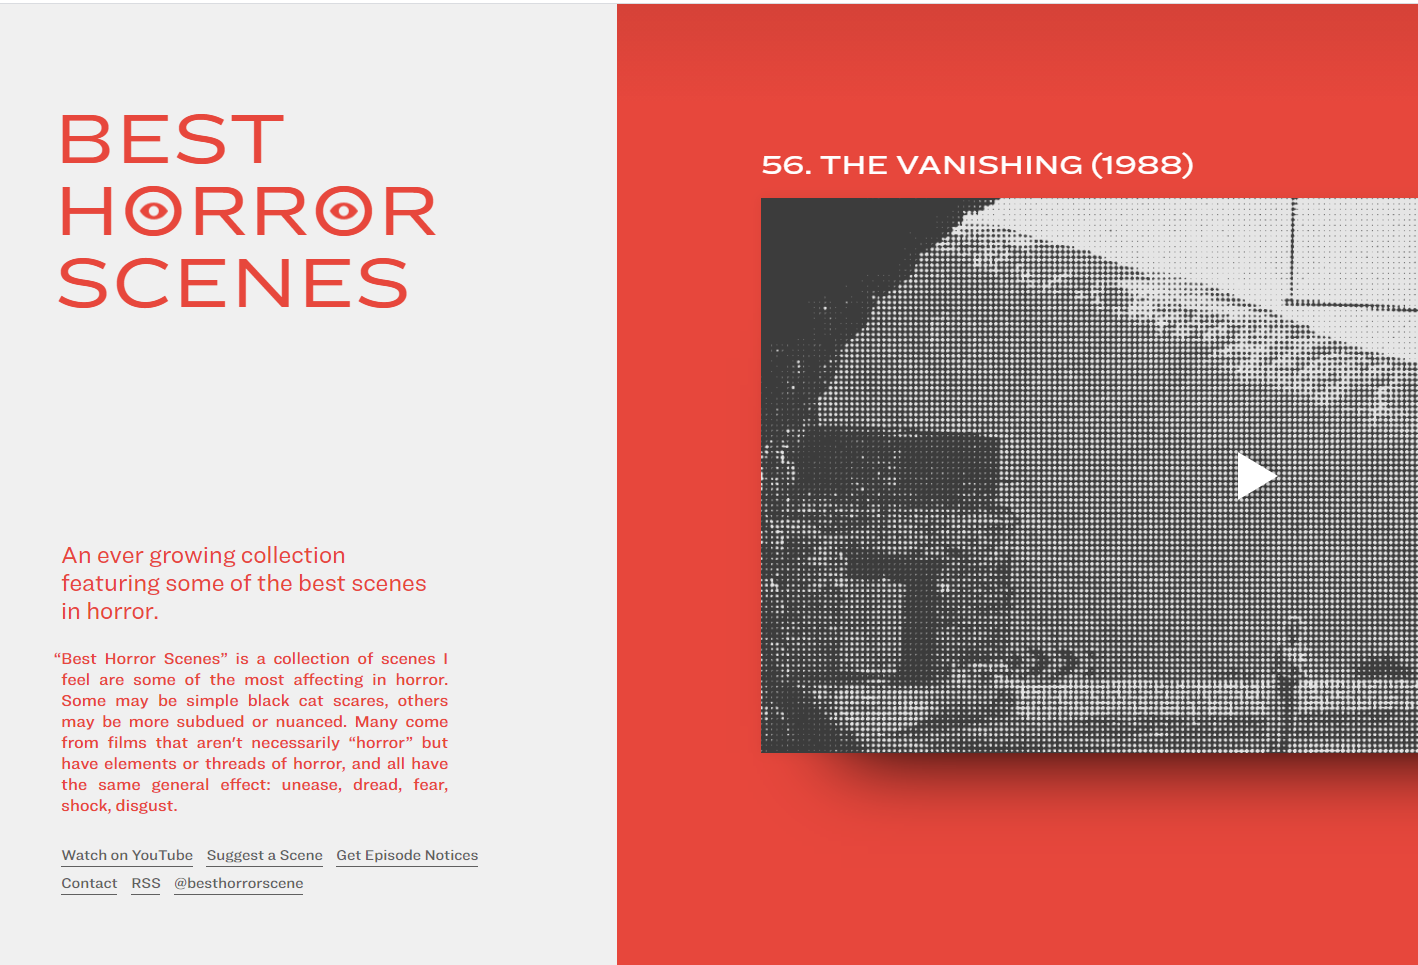 BEST
HORROR
SCENES
An ever growing collection
featuring some of the best scenes
in horror.
“Best Horror Scenes” is a collection of scenes I
feel are some of the most affecting in horror.
Some may be simple black cat scares, others
may be more subdued or nuanced. Many come
from films that aren't necessarily “horror” but
have elements or threads of horror, and all have
the same general effect: unease, dread, fear,
shock, disgust.
Watch on YouTube Suggest a Scene Get Episode Notices
Contact RSS @besthorrorscene
56. THE VANISHING (1988)